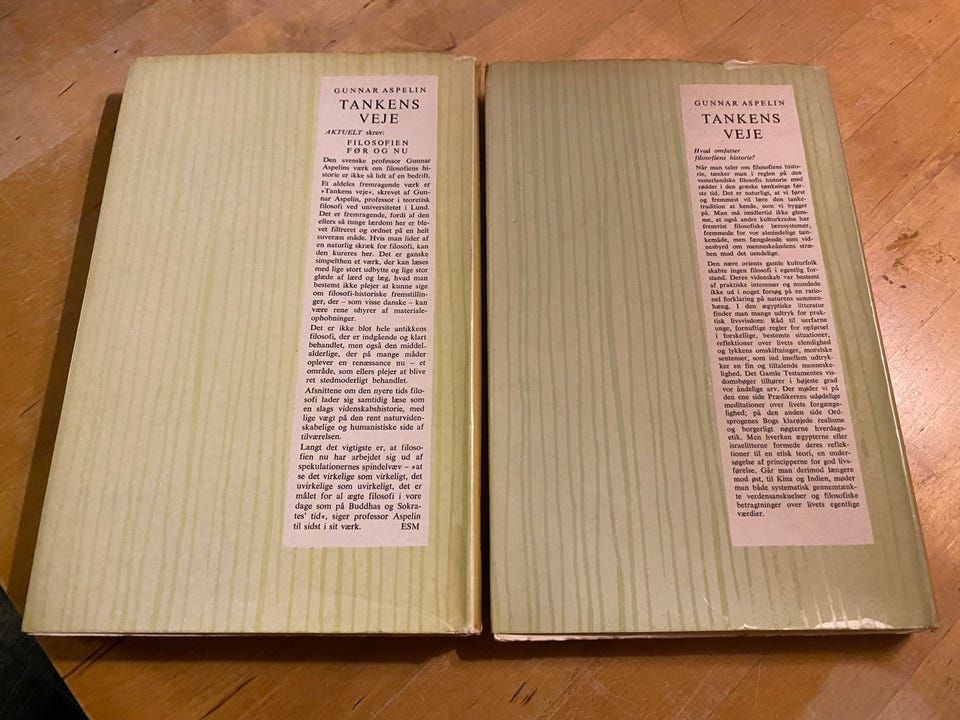 GUNNAR ASPELIN
TANKENS
VEJE
AKTUELT skrev:
FILOSOFIEN
FØR OG NU
Den svenske professor Gunnar
Aspelins værk om filosofiens hi-
storie er ikke så lidt af en bedrift.
Et aldeles fremragende værk er
»Tankens veje«, skrevet af Gun-
nar Aspelin, professor i teoretisk
filosofi ved universitetet i Lund.
Det er fremragende, fordi al den
ellers så tunge lærdom her er ble-
vet filtreret og ordnet på en helt
suveræn måde. Hvis man lider af
en naturlig skræk for filosofi, kan
den kureres her. Det er ganske
simpelthen et værk, der kan læses
med lige stort udbytte og lige stor
glæde af lærd og læg, hvad man
bestemt ikke plejer at kunne sige
om filosofi-historiske fremstillin-
ger, der – som visse danske – kan
være rene uhyrer af materiale-
ophobninger.
Det er ikke blot hele antikkens
filosofi, der er indgående og klart
behandlet, men også den middel-
alderlige, der på mange måder
oplever en renæssance nu – et
område, som ellers plejer at blive
ret stedmoderligt behandlet.
Afsnittene om den nyere tids filo-
sofi lader sig samtidig læse som
en slags videnskabshistorie, med
lige vægt på den rent naturviden-
skabelige og humanistiske side af
tilværelsen.
Langt det vigtigste er, at filoso-
fien nu har arbejdet sig ud af
spekulationernes spindelvæv – »at
se det virkelige som virkeligt, det
uvirkelige som uvirkeligt, det er
målet for al ægte filosofi i vore
dage som på Buddhas og Sokra-
tes' tid«, siger professor Aspelin
til sidst i sit værk. ESM
GUNNAR ASPELIN
TANKENS
VEJE
Hvad omfatter
filosofiens historie?
Når man taler om filosofiens histo-
rie, tænker man i reglen på den
vesterlandske filosofis historie med
rødder i den græske tænknings før-
ste tid. Det er naturligt, at vi først
og fremmest vil lære den tanke-
tradition at kende, som vi bygger
på. Man må imidlertid ikke glem-
me, at også andre kulturkredse har
fremvist filosofiske læresystemer,
fremmede for vor almindelige tæn-
kemåde, men fængslende som vid-
nesbyrd om menneskeåndens stræ-
ben mod det uendelige.
Den nære orients gamle kulturfolk
skabte ingen filosofi i egentlig for-
stand. Deres videnskab var bestemt
af praktiske interesser og mundede
ikke ud i noget forsøg på en ratio-
nel forklaring på naturens sammen-
hæng. I den ægyptiske litteratur
finder man mange udtryk for prak-
tisk livsvisdom: Råd til uerfarne
unge, fornuftige regler for opførsel
i forskellige, bestemte situationer,
reflektioner over livets elendighed
og lykkens omskiftninger, moralske
sentenser, som ind imellem udtryk-
ker en fin og tiltalende menneske-
lighed. Det Gamle Testamentes vis-
domsbøger tilhører i højeste grad
vor åndelige arv. Der møder vi på
den ene side Prædikerens udødelige
meditationer over livets forgænge-
lighed; på den anden side Ord-
sprogenes Bogs klarøjede realisme
og borgerligt nøgterne hverdags-
etik. Men hverken ægypterne eller
israelitterne formede deres reflek-
tioner til en etisk teori, en under-
søgelse af principperne for god livs-
førelse. Går man derimod længere
mod øst, til Kina og Indien, møder
man både systematisk gennemtænk-
te verdensanskuelser og filosofiske
betragtninger over livets egentlige
værdier.